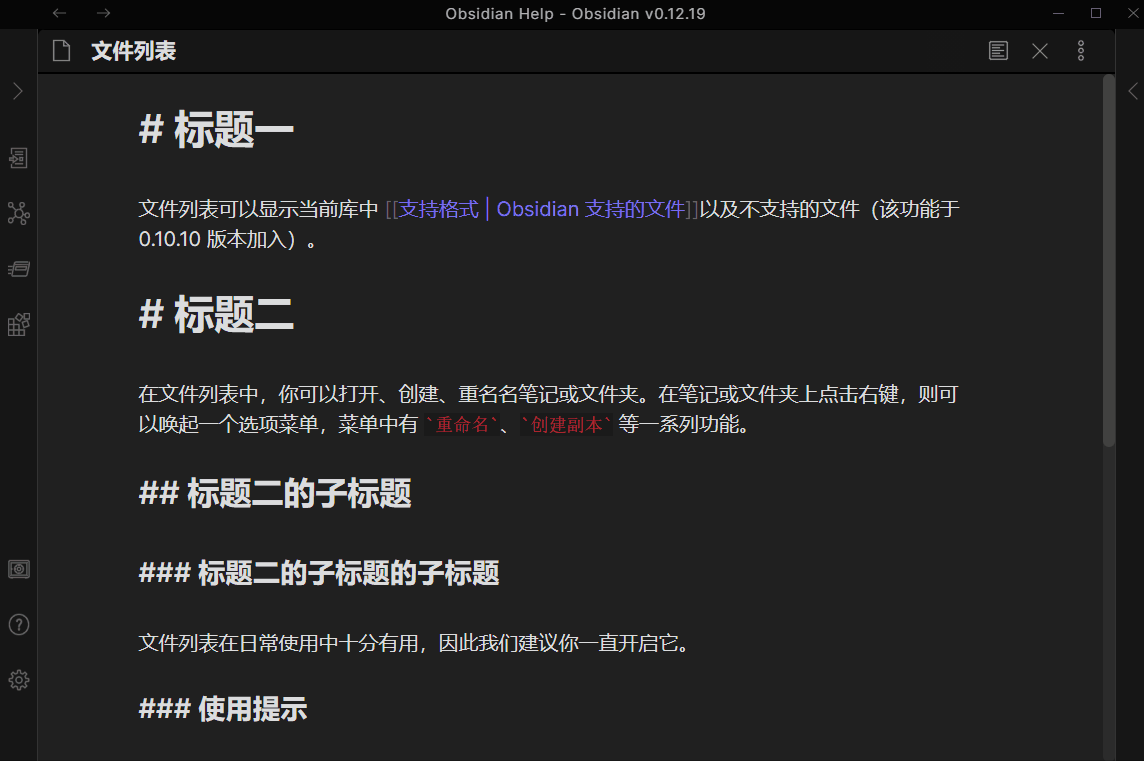 Obsidian Help - Obsidian v0.12.19
文件列表
# 标题一
文件列表可以显示当前库中 [[支持格式 | Obsidian 支持的文件]]以及不支持的文件（该功能于
0.10.10 版本加入）。
# 标题二
在文件列表中，你可以打开、创建、重名名笔记或文件夹。在笔记或文件夹上点击右键，则可
以唤起一个选项菜单，菜单中有 `重命名`、`创建副本` 等一系列功能。
## 标题二的子标题
### 标题二的子标题的子标题
文件列表在日常使用中十分有用，因此我们建议你一直开启它。
### 使用提示